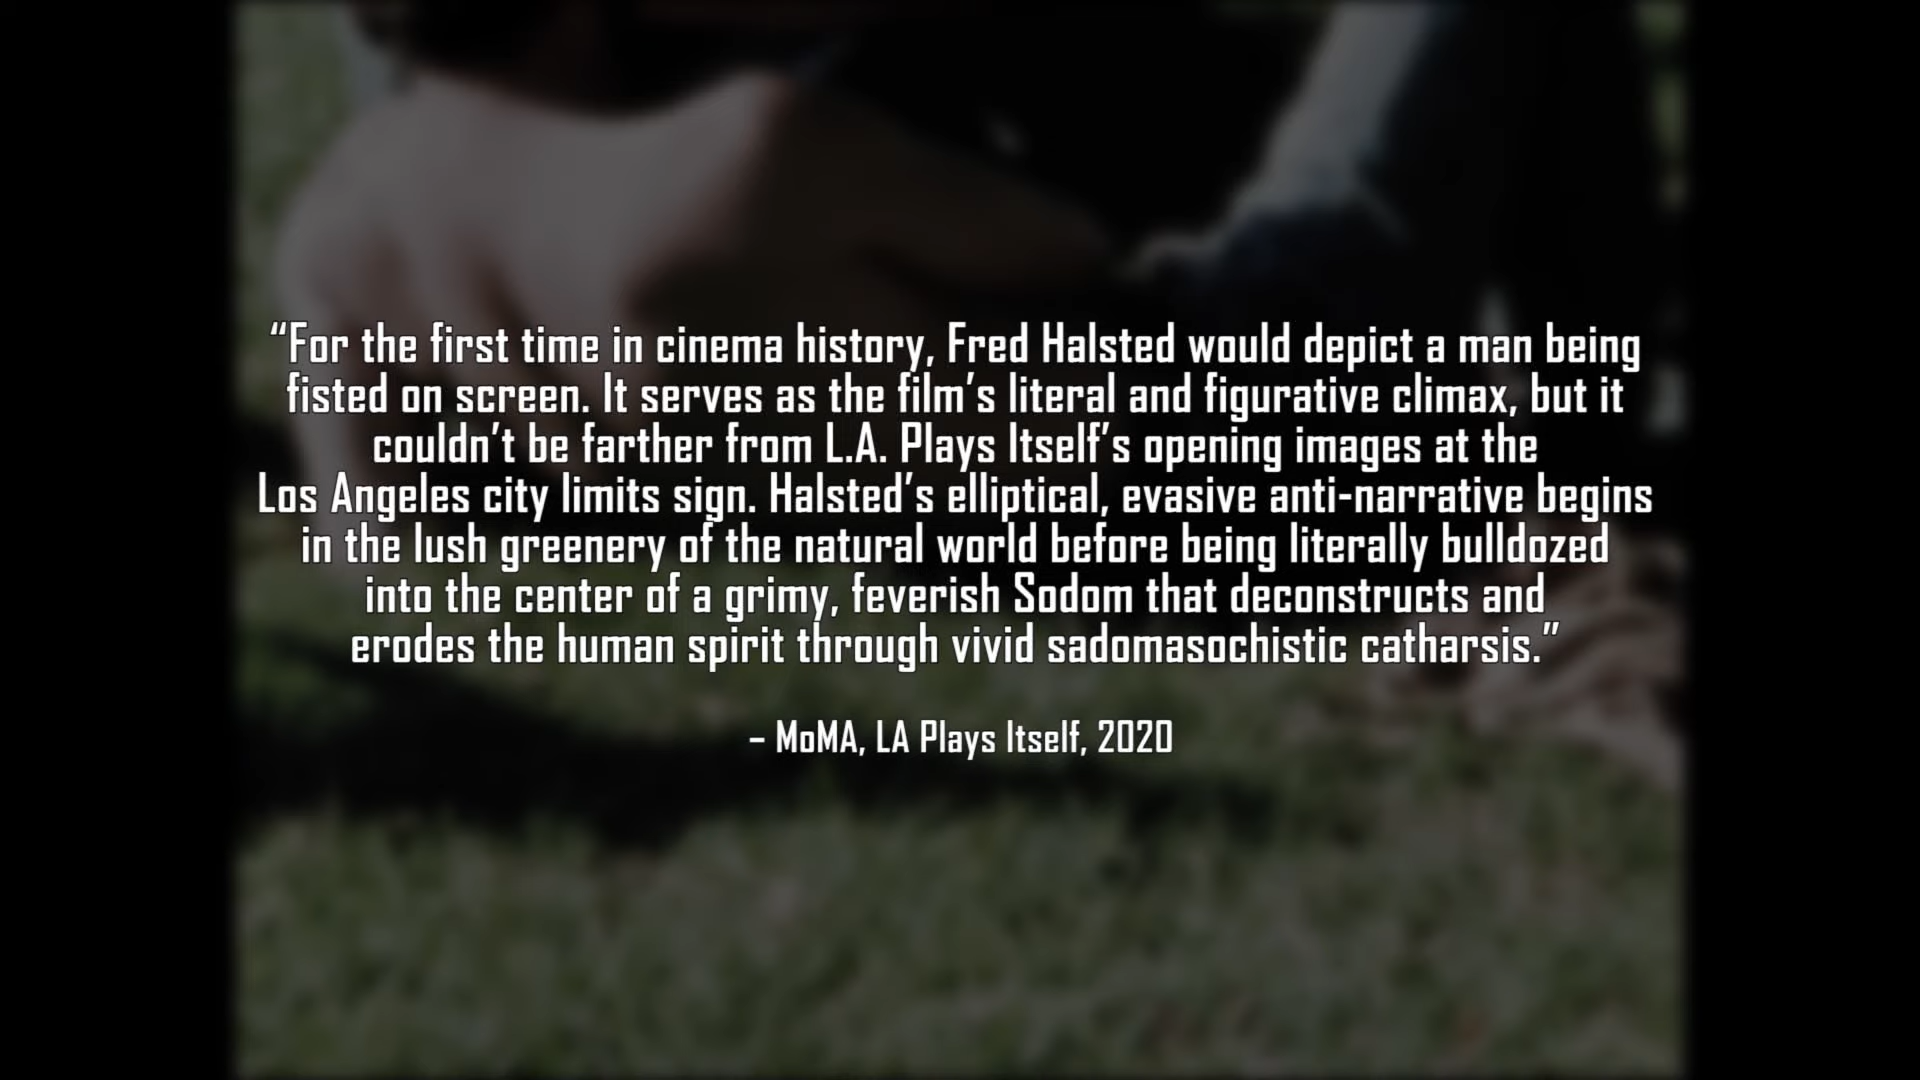 “For the first time in cinema history, Fred Halsted would depict a man being
fisted on screen. It serves as the film’s literal and figurative climax, but it
couldn’t be farther from L.A. Plays Itself’s opening images at the
Los Angeles city limits sign. Halsted’s elliptical, evasive anti-narrative begins
in the lush greenery of the natural world before being literally bulldozed
into the center of a grimy, feverish Sodom that deconstructs and
erodes the human spirit through vivid sadomasochistic catharsis.”
– MoMA, LA Plays Itself, 2020